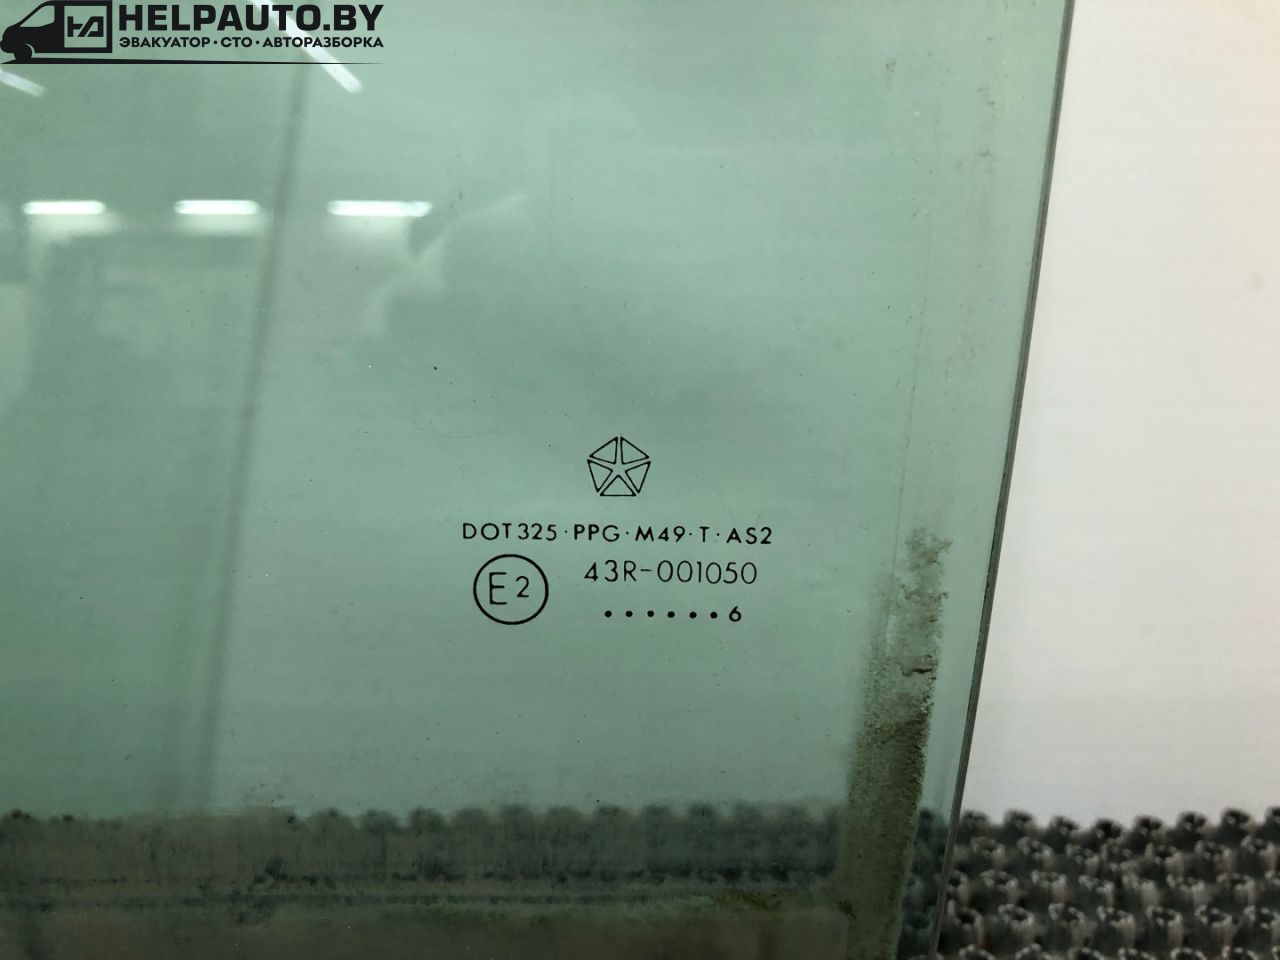 HELPAUTO.BY
ЭВАКУАТОР·СТО·АВТОРАЗБОРКА
DOT325·PPG·M49·T·AS2
E2 43R-001050
......6